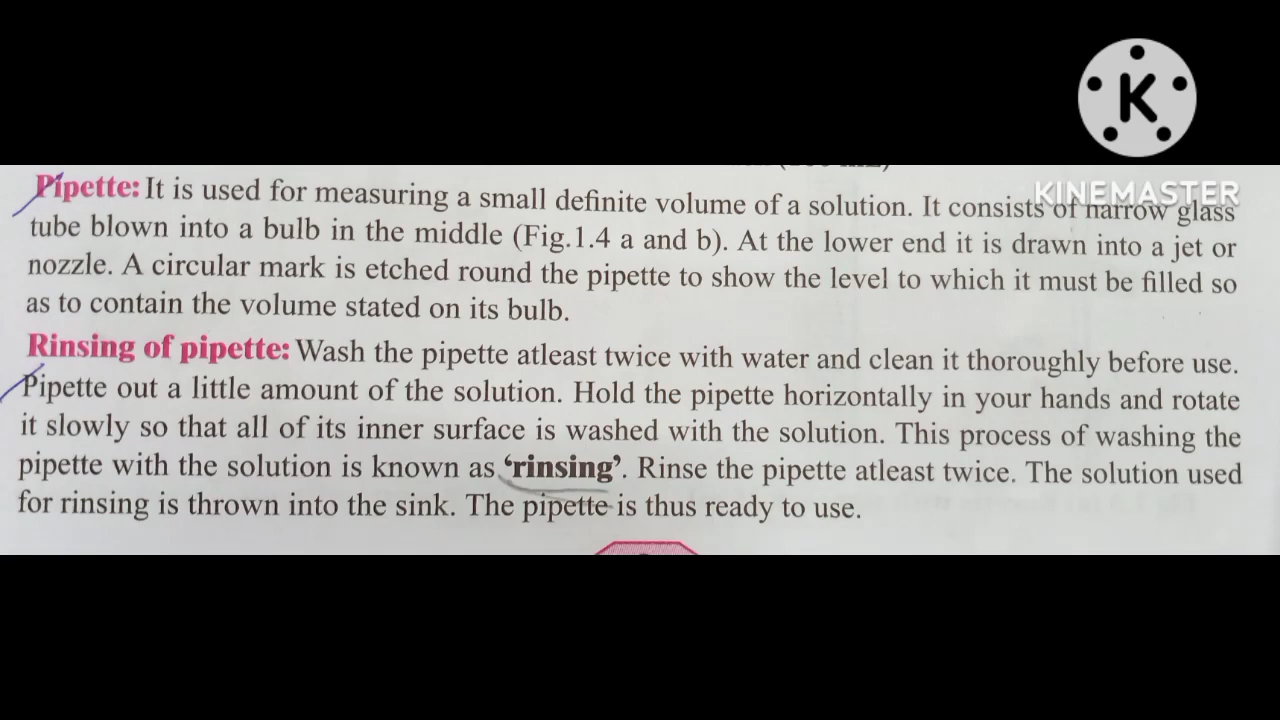 K
KINEMASTER
Pipette: It is used for measuring a small definite volume of a solution. It consists of narrow glass
tube blown into a bulb in the middle (Fig.1.4 a and b). At the lower end it is drawn into a jet or
nozzle. A circular mark is etched round the pipette to show the level to which it must be filled so
as to contain the volume stated on its bulb.
Rinsing of pipette: Wash the pipette atleast twice with water and clean it thoroughly before use.
Pipette out a little amount of the solution. Hold the pipette horizontally in your hands and rotate
it slowly so that all of its inner surface is washed with the solution. This process of washing the
pipette with the solution is known as ‘rinsing’. Rinse the pipette atleast twice. The solution used
for rinsing is thrown into the sink. The pipette is thus ready to use.